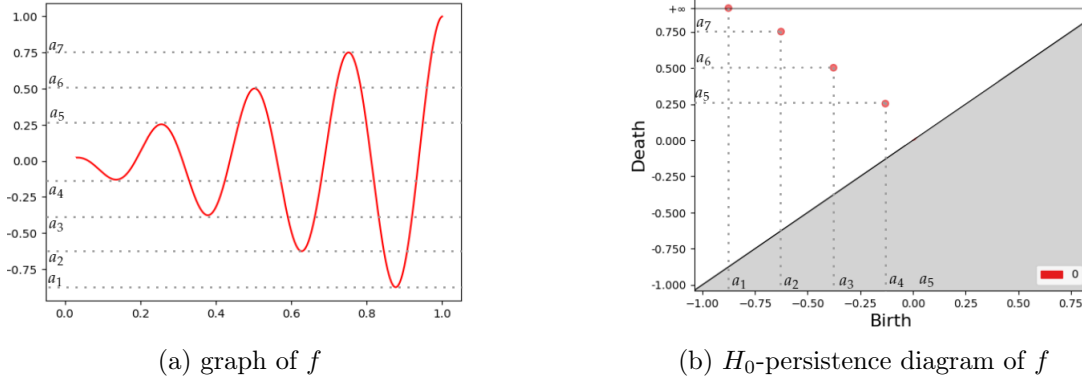 1.00
0.75
0.50
0.25
0.00
-0.25
-0.50
-0.75
a₇
a₆
a₅
a₄
a₃
a₂
a₁
0.0 0.2 0.4 0.6 0.8 1.0
(a) graph of f
Death
+∞
0.750
0.500
0.250
0.000
−0.250
−0.500
−0.750
−1.000
a₇
a₆
a₅
a₁ a₂ a₃ a₄ a₅
0
−1.00 −0.75 −0.50 −0.25 0.00 0.25 0.50 0.75
Birth
(b) H₀-persistence diagram of f